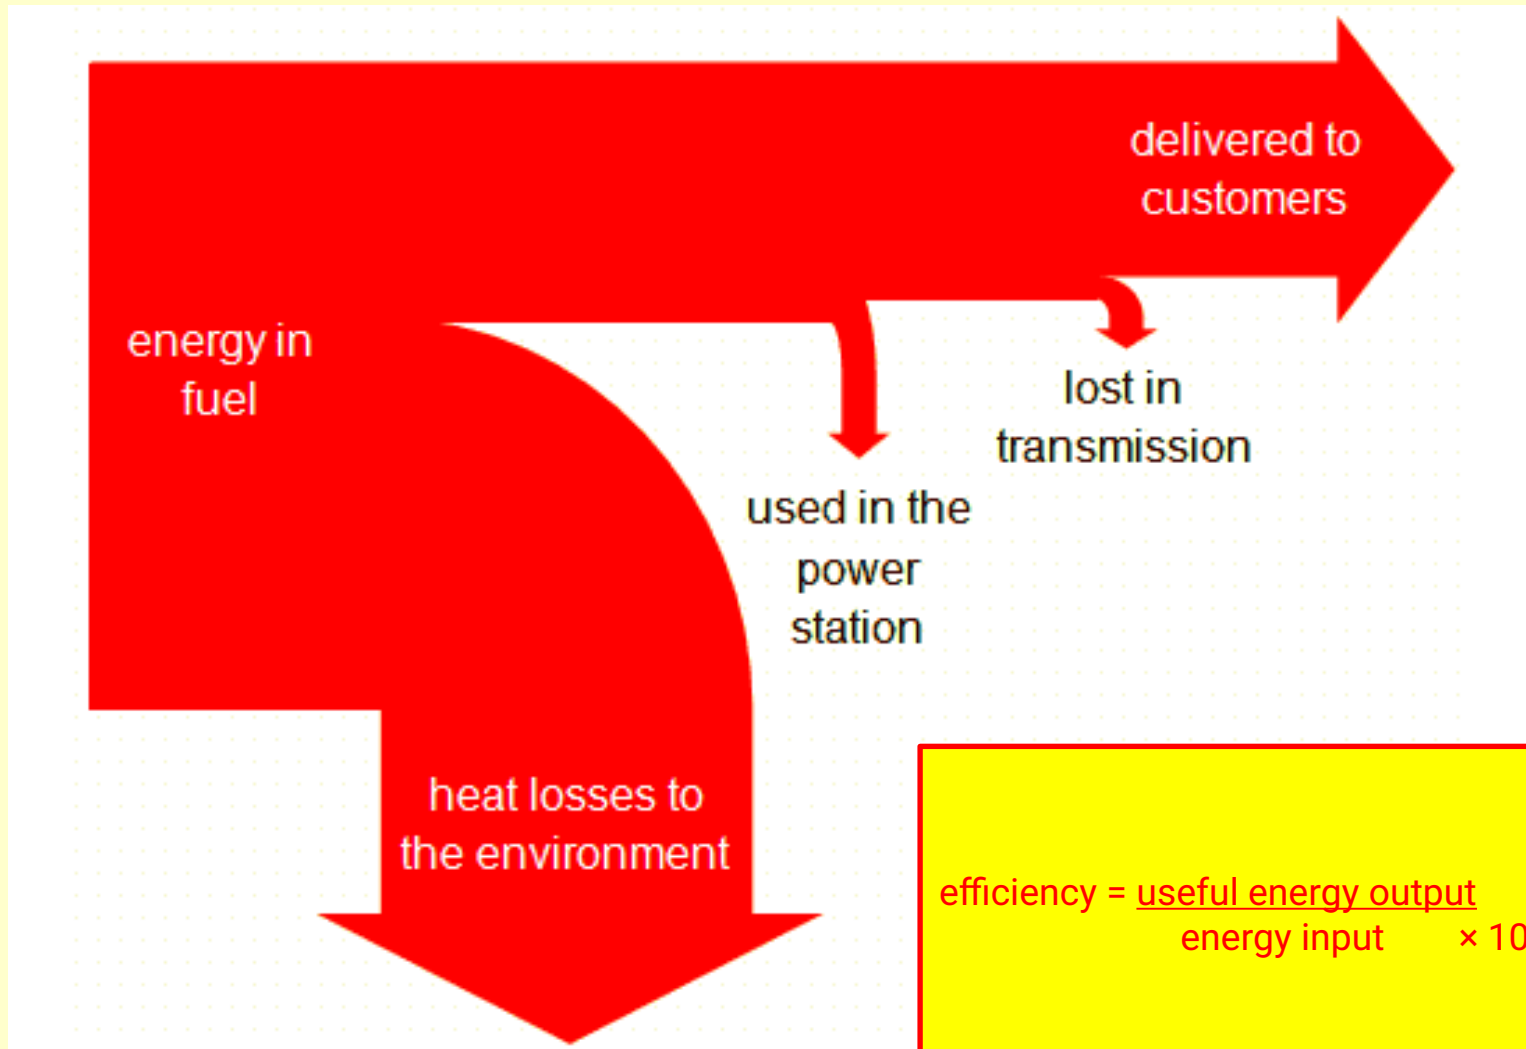 delivered to
customers
energy in
fuel
lost in
transmission
used in the
power
station
heat losses to
the environment
efficiency = useful energy output
energy input × 10